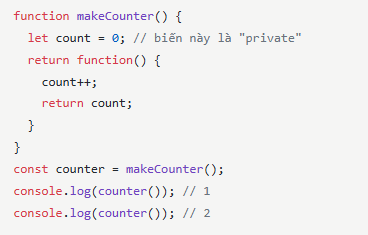 function makeCounter() {
  let count = 0; // biến này là "private"
  return function() {
    count++;
    return count;
  }
}
const counter = makeCounter();
console.log(counter()); // 1
console.log(counter()); // 2